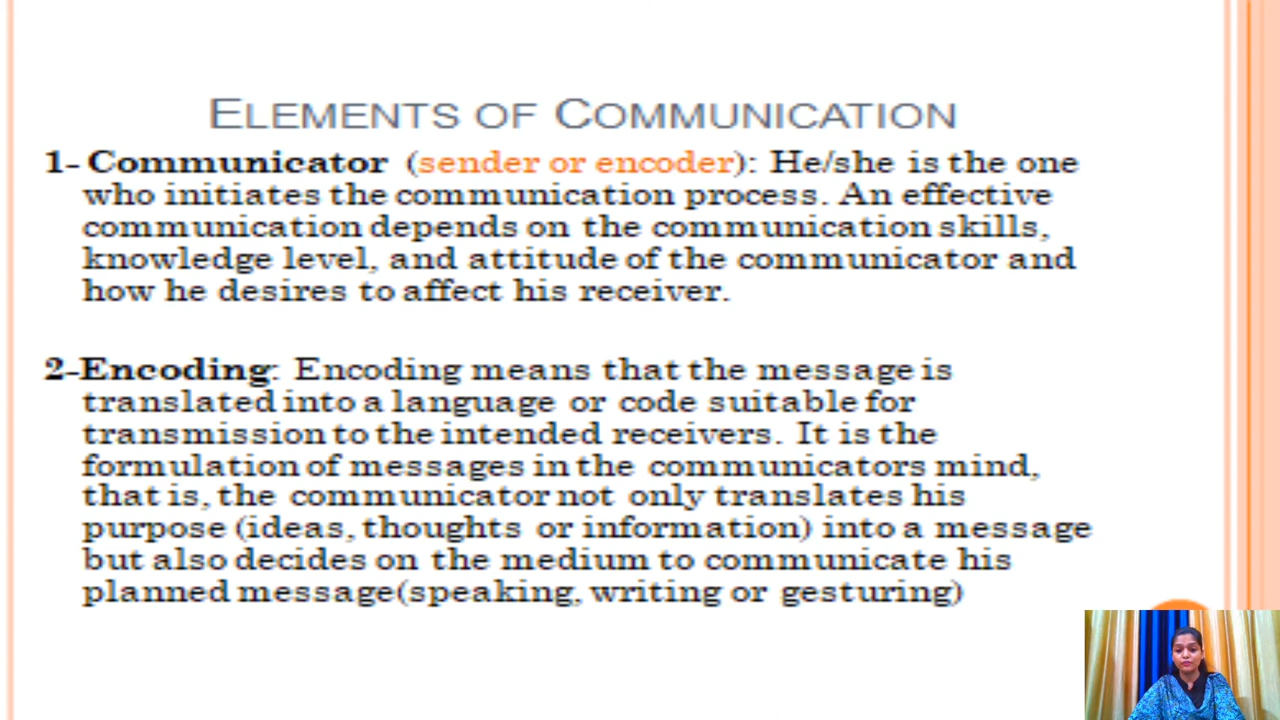 ELEMENTS OF COMMUNICATION
1- Communicator (sender or encoder): He/she is the one
who initiates the communication process. An effective
communication depends on the communication skills,
knowledge level, and attitude of the communicator and
how he desires to affect his receiver.
2-Encoding: Encoding means that the message is
translated into a language or code suitable for
transmission to the intended receivers. It is the
formulation of messages in the communicators mind,
that is, the communicator not only translates his
purpose (ideas, thoughts or information) into a message
but also decides on the medium to communicate his
planned message(speaking, writing or gesturing)